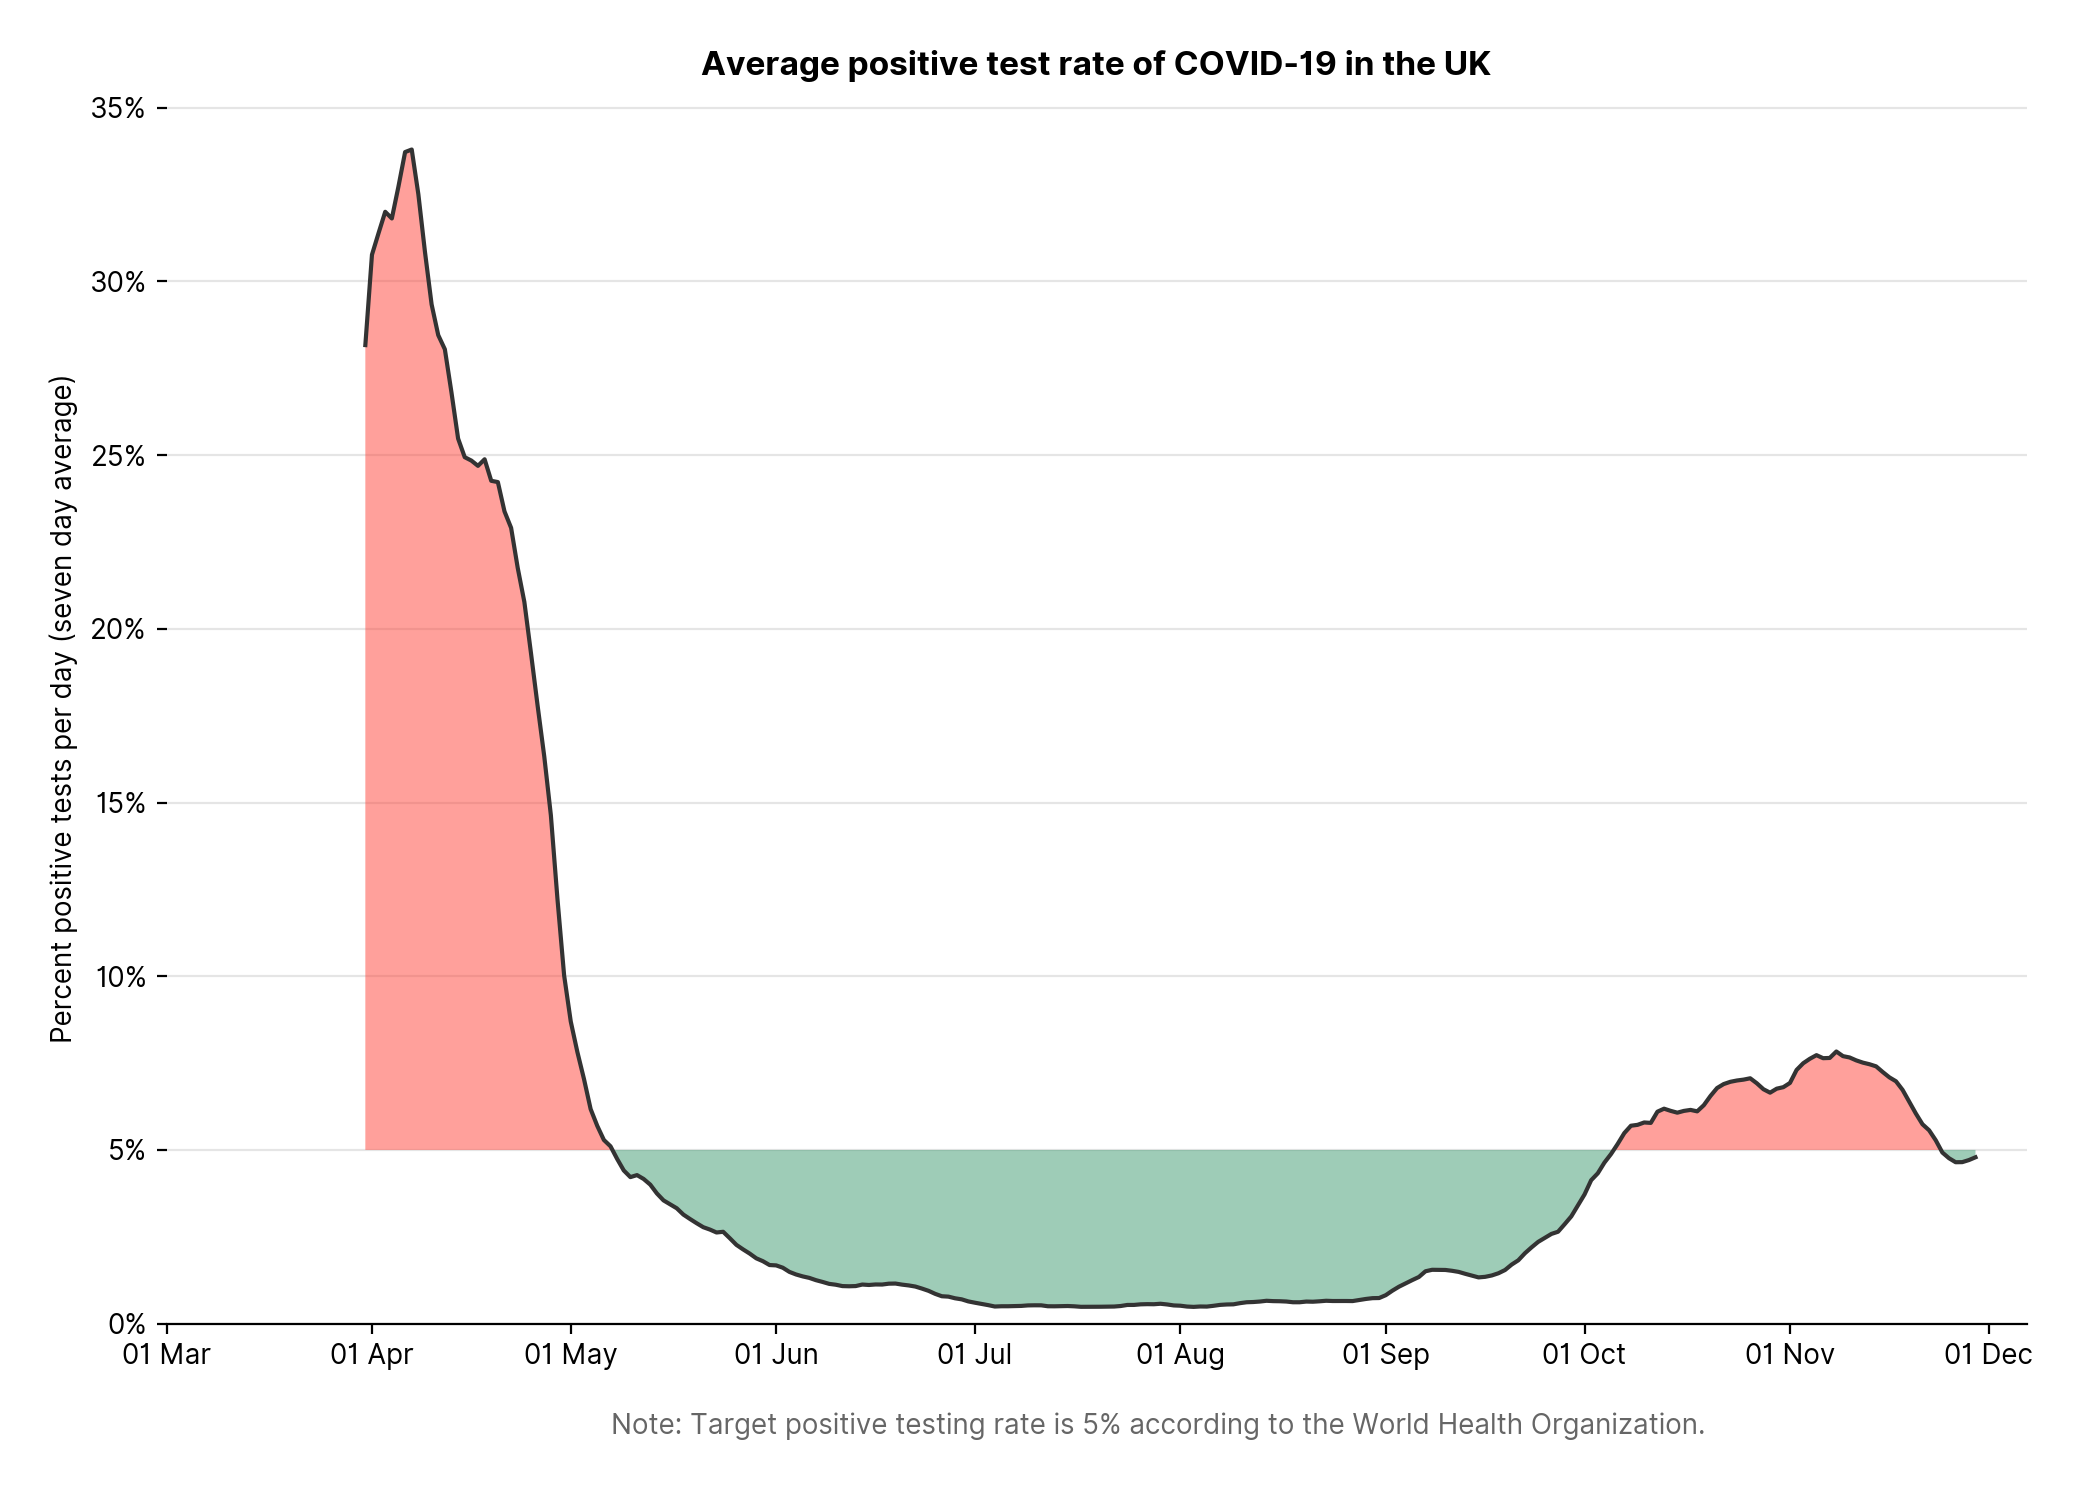 Average positive test rate of COVID-19 in the UK
Percent positive tests per day (seven day average)
35%
30%
25%
20%
15%
10%
5%
0%
01 Mar 01 Apr 01 May 01 Jun 01 Jul 01 Aug 01 Sep 01 Oct 01 Nov 01 Dec
Note: Target positive testing rate is 5% according to the World Health Organization.